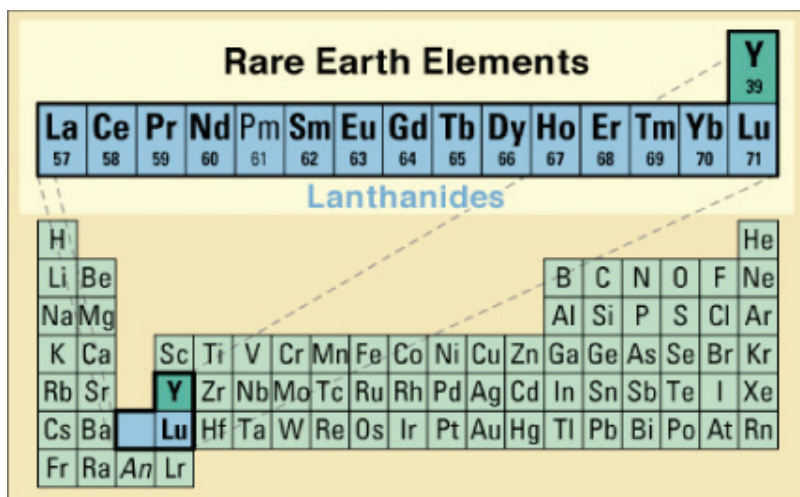 Y
Rare Earth Elements
39
La Ce Pr Nd Pm Sm Eu Gd Tb Dy Ho Er Tm Yb Lu
57 58 59 60 61 62 63 64 65 66 67 68 69 70 71
Lanthanides
H He
Li Be B C N O F Ne
Na Mg Al Si P S Cl Ar
K Ca Sc Ti V Cr Mn Fe Co Ni Cu Zn Ga Ge As Se Br Kr
Rb Sr Y Zr Nb Mo Tc Ru Rh Pd Ag Cd In Sn Sb Te I Xe
Cs Ba Lu Hf Ta W Re Os Ir Pt Au Hg Tl Pb Bi Po At Rn
Fr Ra An Lr